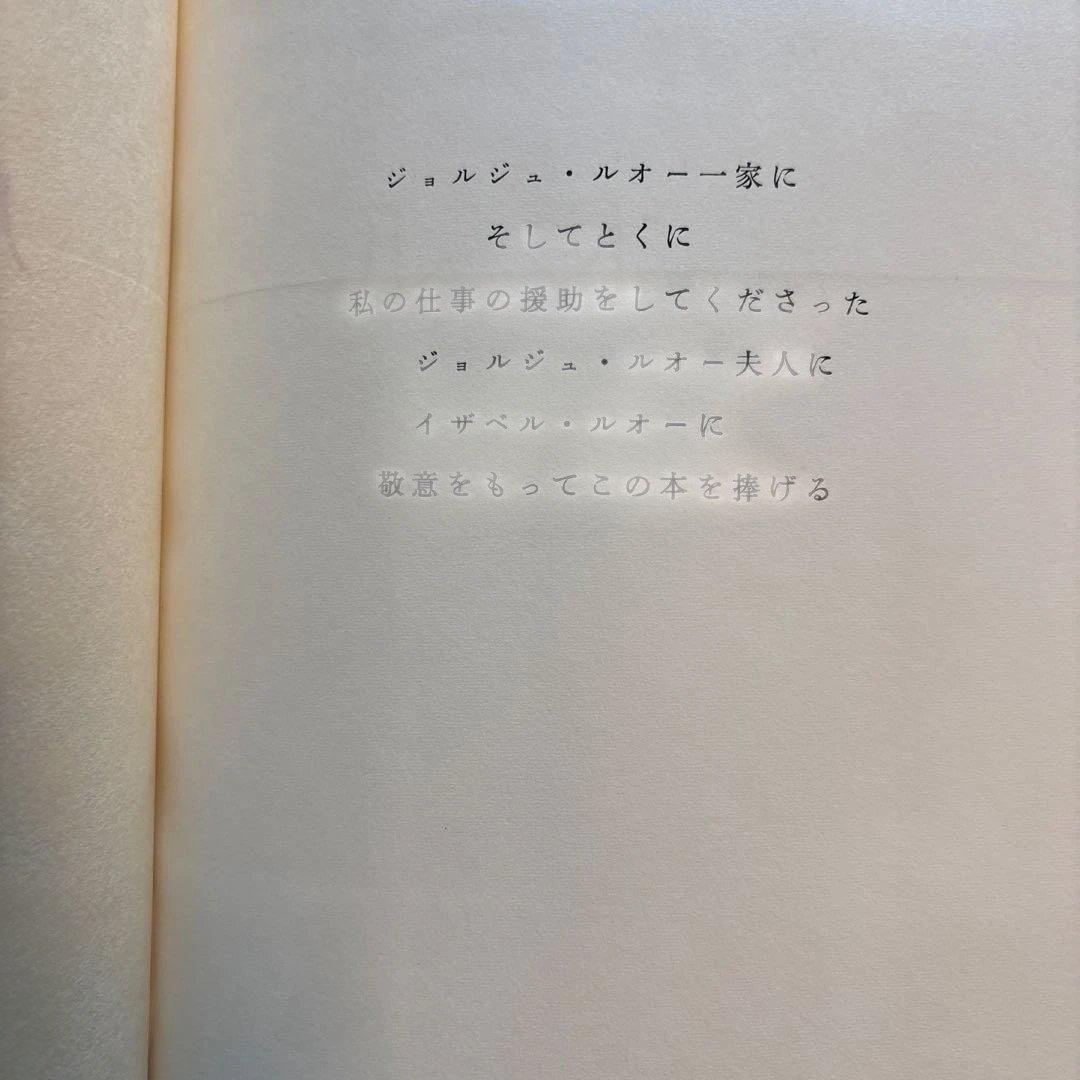 ジョルジュ・ルオー一家に
そしてとくに
私の仕事の援助をしてくださった
ジョルジュ・ルオー夫人に
イザベル・ルオーに
敬意をもってこの本を捧げる